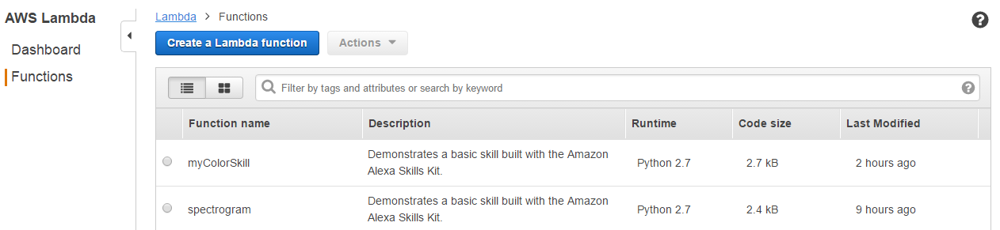 AWS Lambda
Dashboard
Functions
Lambda > Functions
Create a Lambda function Actions
Filter by tags and attributes or search by keyword
Function name Description Runtime Code size Last Modified
myColorSkill Demonstrates a basic skill built with the Amazon Alexa Skills Kit. Python 2.7 2.7 kB 2 hours ago
spectrogram Demonstrates a basic skill built with the Amazon Alexa Skills Kit. Python 2.7 2.4 kB 9 hours ago